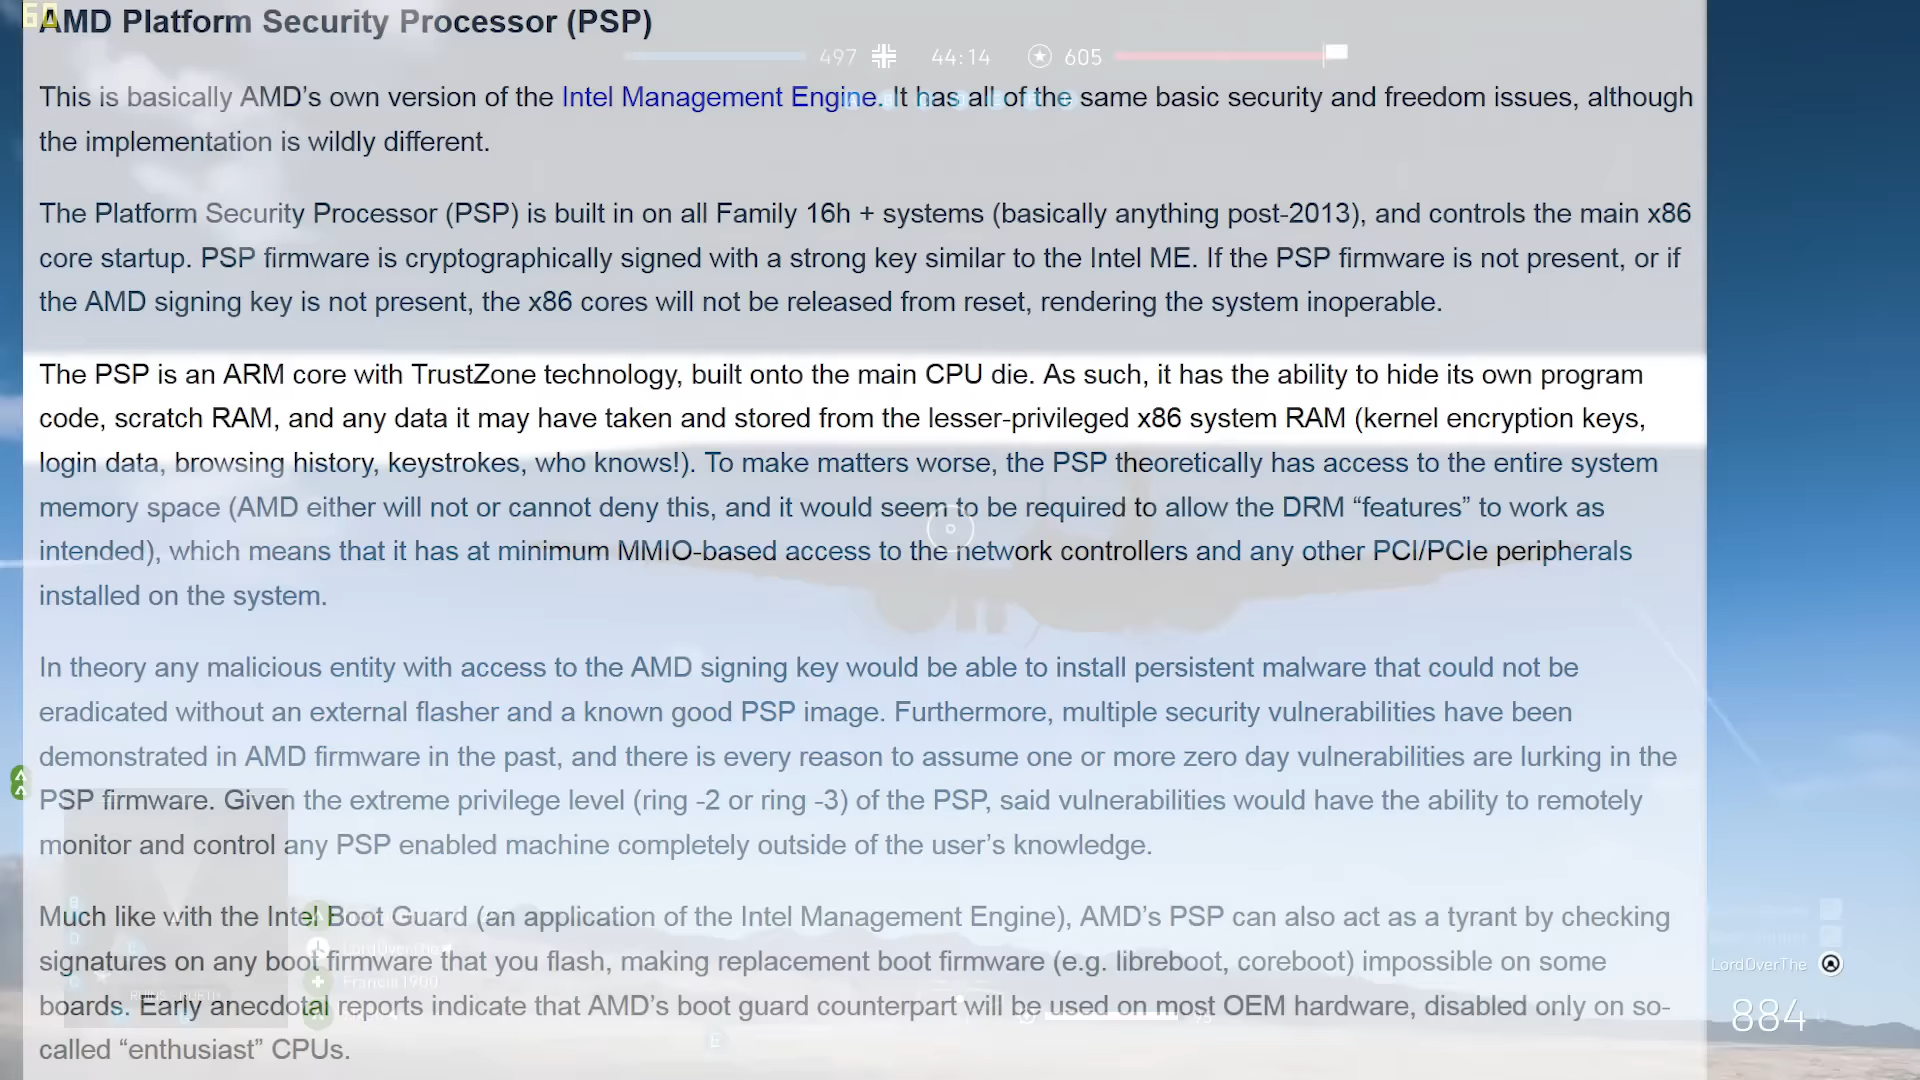 60
AMD Platform Security Processor (PSP)
497 44:14 605
This is basically AMD's own version of the Intel Management Engine. It has all of the same basic security and freedom issues, although
the implementation is wildly different.
The Platform Security Processor (PSP) is built in on all Family 16h + systems (basically anything post-2013), and controls the main x86
core startup. PSP firmware is cryptographically signed with a strong key similar to the Intel ME. If the PSP firmware is not present, or if
the AMD signing key is not present, the x86 cores will not be released from reset, rendering the system inoperable.
The PSP is an ARM core with TrustZone technology, built onto the main CPU die. As such, it has the ability to hide its own program
code, scratch RAM, and any data it may have taken and stored from the lesser-privileged x86 system RAM (kernel encryption keys,
login data, browsing history, keystrokes, who knows!). To make matters worse, the PSP theoretically has access to the entire system
memory space (AMD either will not or cannot deny this, and it would seem to be required to allow the DRM “features” to work as
intended), which means that it has at minimum MMIO-based access to the network controllers and any other PCI/PCIe peripherals
installed on the system.
In theory any malicious entity with access to the AMD signing key would be able to install persistent malware that could not be
eradicated without an external flasher and a known good PSP image. Furthermore, multiple security vulnerabilities have been
demonstrated in AMD firmware in the past, and there is every reason to assume one or more zero day vulnerabilities are lurking in the
PSP firmware. Given the extreme privilege level (ring -2 or ring -3) of the PSP, said vulnerabilities would have the ability to remotely
monitor and control any PSP enabled machine completely outside of the user's knowledge.
Much like with the Intel Boot Guard (an application of the Intel Management Engine), AMD's PSP can also act as a tyrant by checking
signatures on any boot firmware that you flash, making replacement boot firmware (e.g. libreboot, coreboot) impossible on some
boards. Early anecdotal reports indicate that AMD's boot guard counterpart will be used on most OEM hardware, disabled only on so-
called “enthusiast” CPUs.
LordOverThe
Francis1900
LordOverThe
884
E